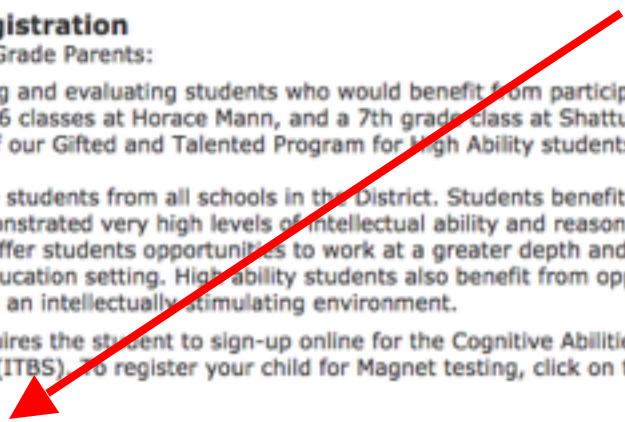 gistration
Grade Parents:
g and evaluating students who would benefit from particip
6 classes at Horace Mann, and a 7th grade class at Shattu
f our Gifted and Talented Program for High Ability students
students from all schools in the District. Students benefit
onstrated very high levels of intellectual ability and reason
ffer students opportunities to work at a greater depth and
ucation setting. High ability students also benefit from opp
an intellectually stimulating environment.
uires the student to sign-up online for the Cognitive Abilitie
(ITBS). To register your child for Magnet testing, click on t